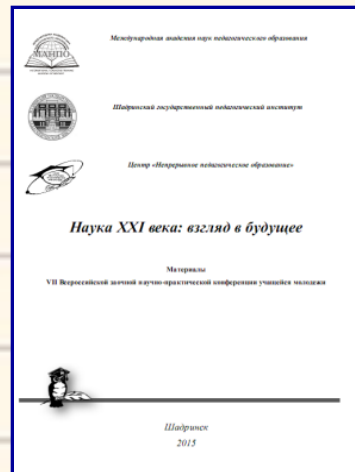 Международная академия наук педагогического образования
МАНПО
Шадринский государственный педагогический институт
Центр «Непрерывное педагогическое образование»
Наука XXI века: взгляд в будущее
Материалы
VII Всероссийской заочной научно-практической конференции учащейся молодежи
Шадринск
2015